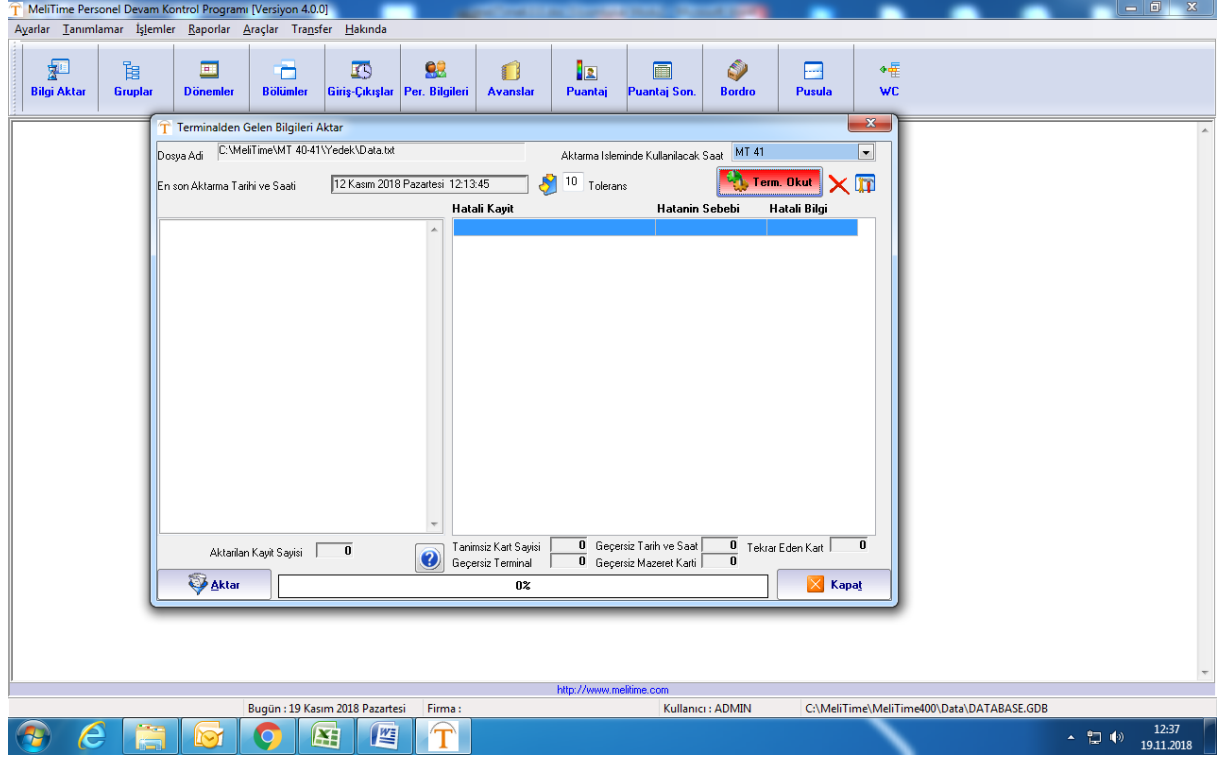 MeliTime Personel Devam Kontrol Programı [Versiyon 4.0.0]
Ayarlar Tanımlamar İşlemler Raporlar Araçlar Transfer Hakında
Bilgi Aktar Gruplar Dönemler Bölümler Giriş-Çıkışlar Per. Bilgileri Avanslar Puantaj Puantaj Son. Bordro Pusula WC
Terminalden Gelen Bilgileri Aktar
Dosya Adi C:\MeliTime\MT 40-41\Yedek\Data.txt Aktarma Isleminde Kullanilacak Saat MT 41
En son Aktarma Tarihi ve Saati 12 Kasım 2018 Pazartesi 12:13:45 10 Tolerans Term. Okut
Hatali Kayit Hatanin Sebebi Hatali Bilgi
Aktarilan Kayit Sayisi 0
Tanimsiz Kart Sayisi 0 Geçersiz Tarih ve Saat 0 Tekrar Eden Kart 0
Geçersiz Terminal 0 Geçersiz Mazeret Karti 0
Aktar 0% Kapat
http://www.melitime.com
Bugün : 19 Kasım 2018 Pazartesi Firma : Kullanıcı : ADMIN C:\MeliTime\MeliTime400\Data\DATABASE.GDB
12:37
19.11.2018